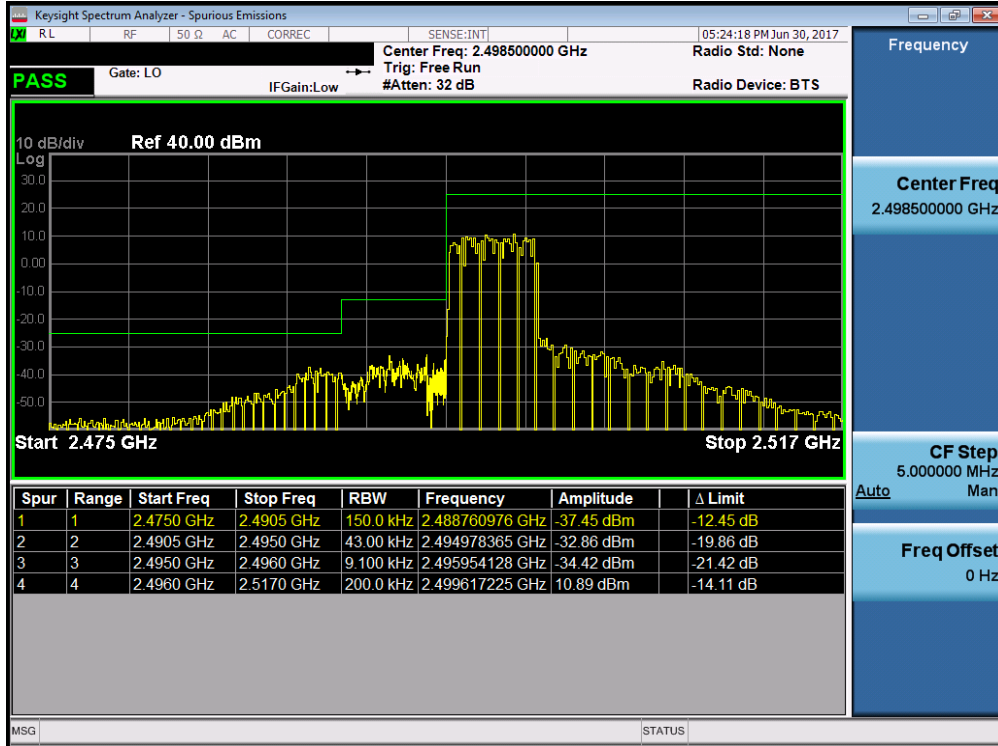 Keysight Spectrum Analyzer - Spurious Emissions
LXI RL RF 50 Ω AC CORREC SENSE:INT 05:24:18 PM Jun 30, 2017
Center Freq: 2.498500000 GHz Radio Std: None
PASS Gate: LO Trig: Free Run
IFGain:Low #Atten: 32 dB Radio Device: BTS
10 dB/div Ref 40.00 dBm
Log
30.0
20.0
10.0
0.00
-10.0
-20.0
-30.0
-40.0
-50.0
Start 2.475 GHz Stop 2.517 GHz
Spur Range Start Freq Stop Freq RBW Frequency Amplitude Δ Limit
1 1 2.4750 GHz 2.4905 GHz 150.0 kHz 2.488760976 GHz -37.45 dBm -12.45 dB
2 2 2.4905 GHz 2.4950 GHz 43.00 kHz 2.494978365 GHz -32.86 dBm -19.86 dB
3 3 2.4950 GHz 2.4960 GHz 9.100 kHz 2.495954128 GHz -34.42 dBm -21.42 dB
4 4 2.4960 GHz 2.5170 GHz 200.0 kHz 2.499617225 GHz 10.89 dBm -14.11 dB
MSG STATUS
Frequency
Center Freq
2.498500000 GHz
CF Step
5.000000 MHz
Auto Man
Freq Offset
0 Hz